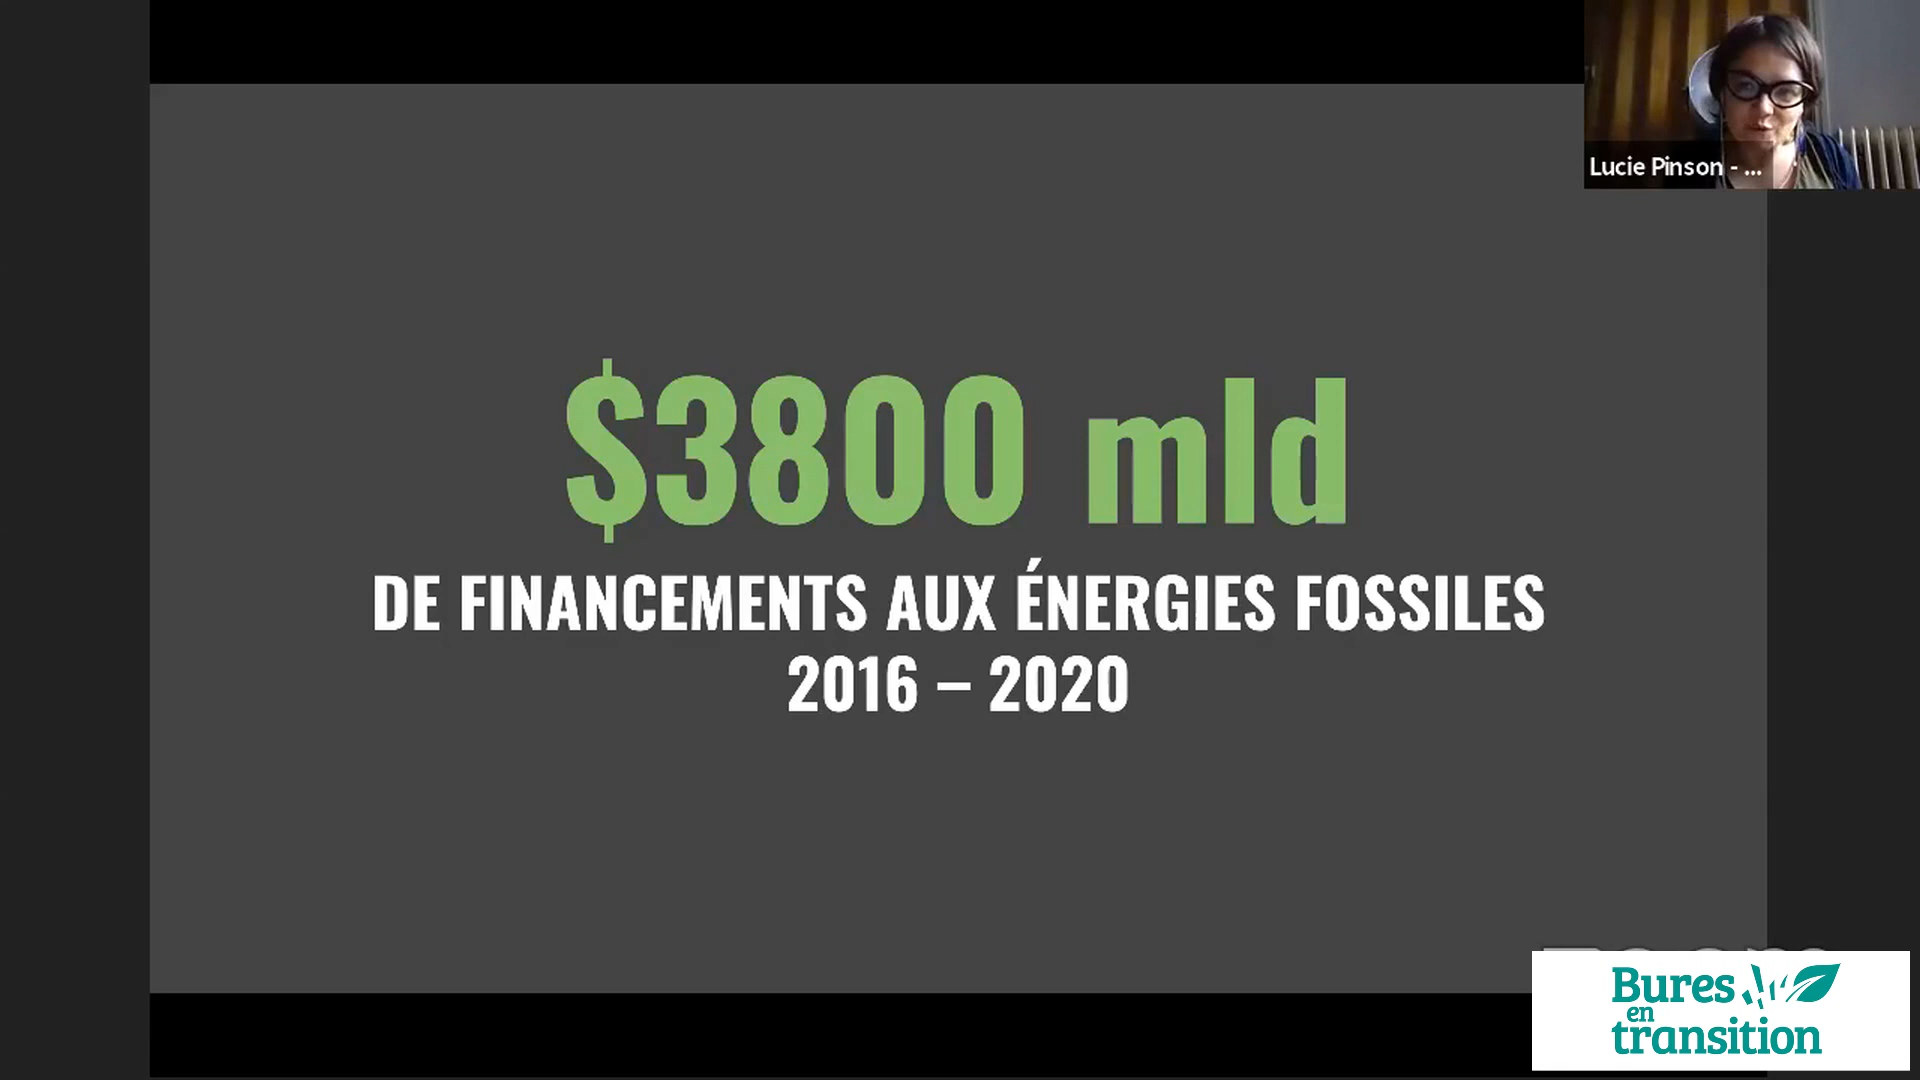 Lucie Pinson - ...
$3800 mld
DE FINANCEMENTS AUX ÉNERGIES FOSSILES
2016 – 2020
Bures
en
transition